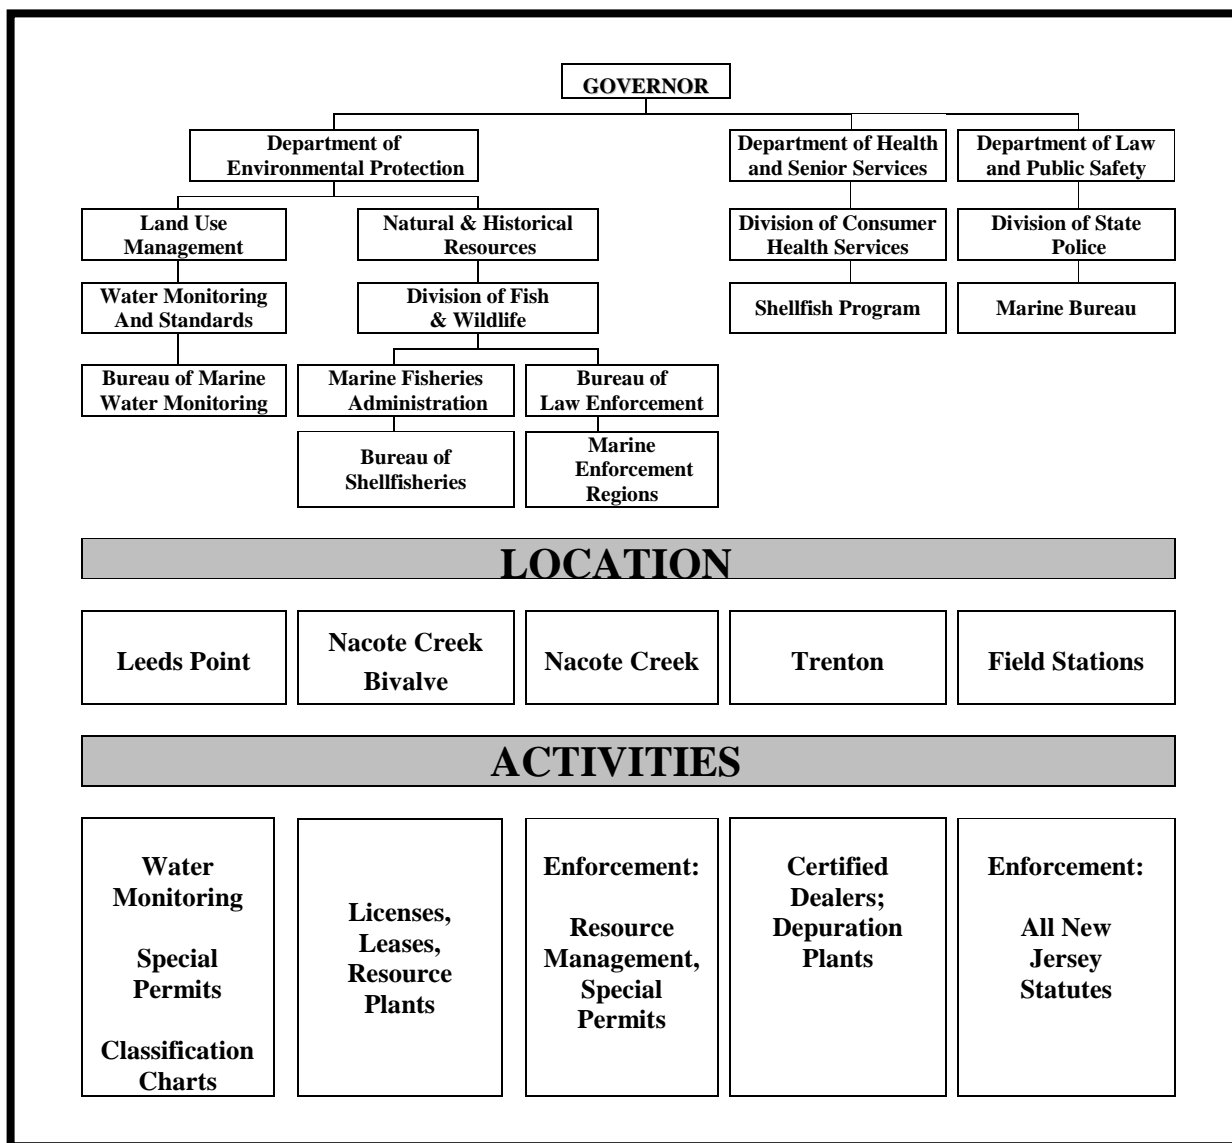 GOVERNOR
Department of
Environmental Protection
Department of Health
and Senior Services
Department of Law
and Public Safety
Land Use
Management
Natural & Historical
Resources
Division of Consumer
Health Services
Division of State
Police
Water Monitoring
And Standards
Division of Fish
& Wildlife
Shellfish Program
Marine Bureau
Bureau of Marine
Water Monitoring
Marine Fisheries
Administration
Bureau of
Law Enforcement
Bureau of
Shellfisheries
Marine
Enforcement
Regions
LOCATION
Leeds Point
Nacote Creek
Bivalve
Nacote Creek
Trenton
Field Stations
ACTIVITIES
Water
Monitoring
Special
Permits
Classification
Charts
Licenses,
Leases,
Resource
Plants
Enforcement:
Resource
Management,
Special
Permits
Certified
Dealers;
Depuration
Plants
Enforcement:
All New
Jersey
Statutes